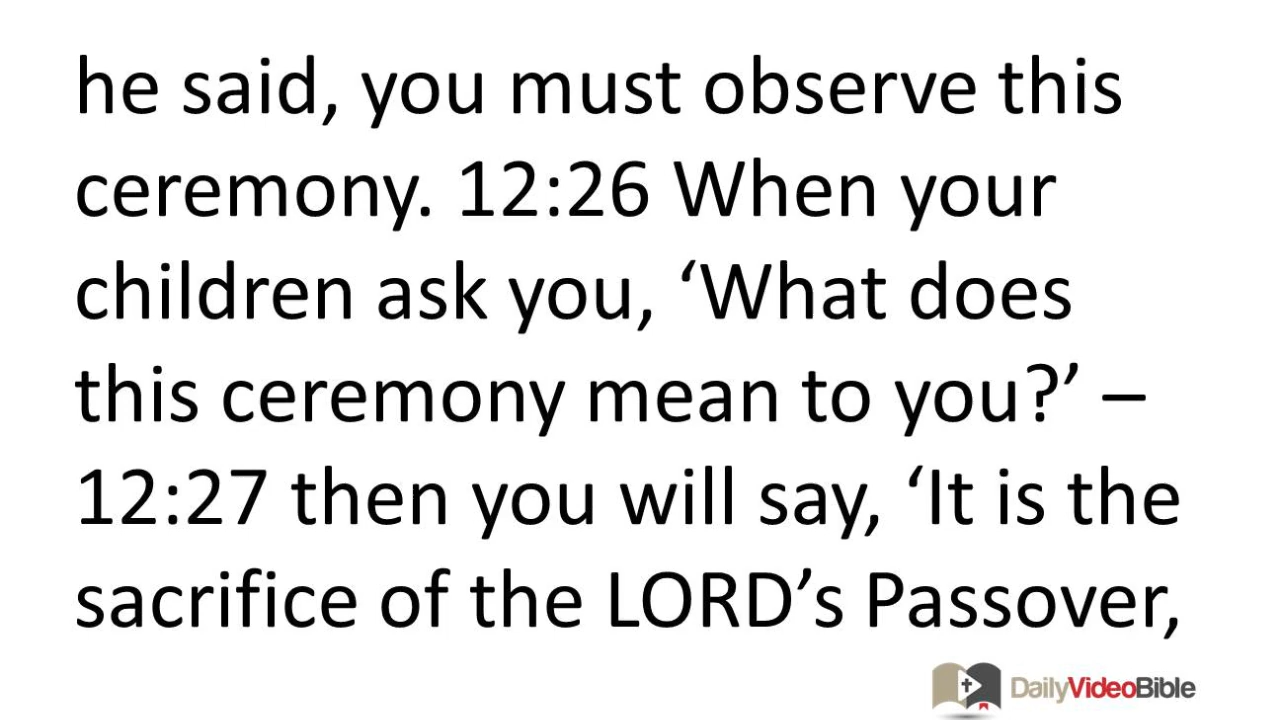 he said, you must observe this
ceremony. 12:26 When your
children ask you, ‘What does
this ceremony mean to you?’ –
12:27 then you will say, ‘It is the
sacrifice of the LORD’s Passover,
DailyVideoBible